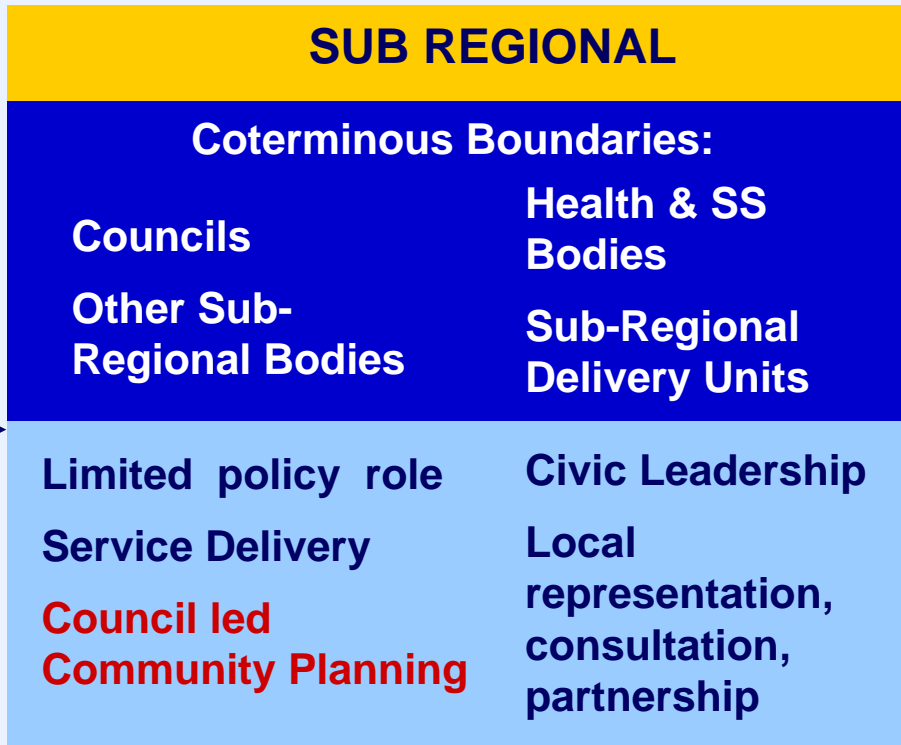 SUB REGIONAL
Coterminous Boundaries:
Councils
Other Sub-
Regional Bodies
Health & SS
Bodies
Sub-Regional
Delivery Units
Limited policy role
Service Delivery
Council led
Community Planning
Civic Leadership
Local
representation,
consultation,
partnership